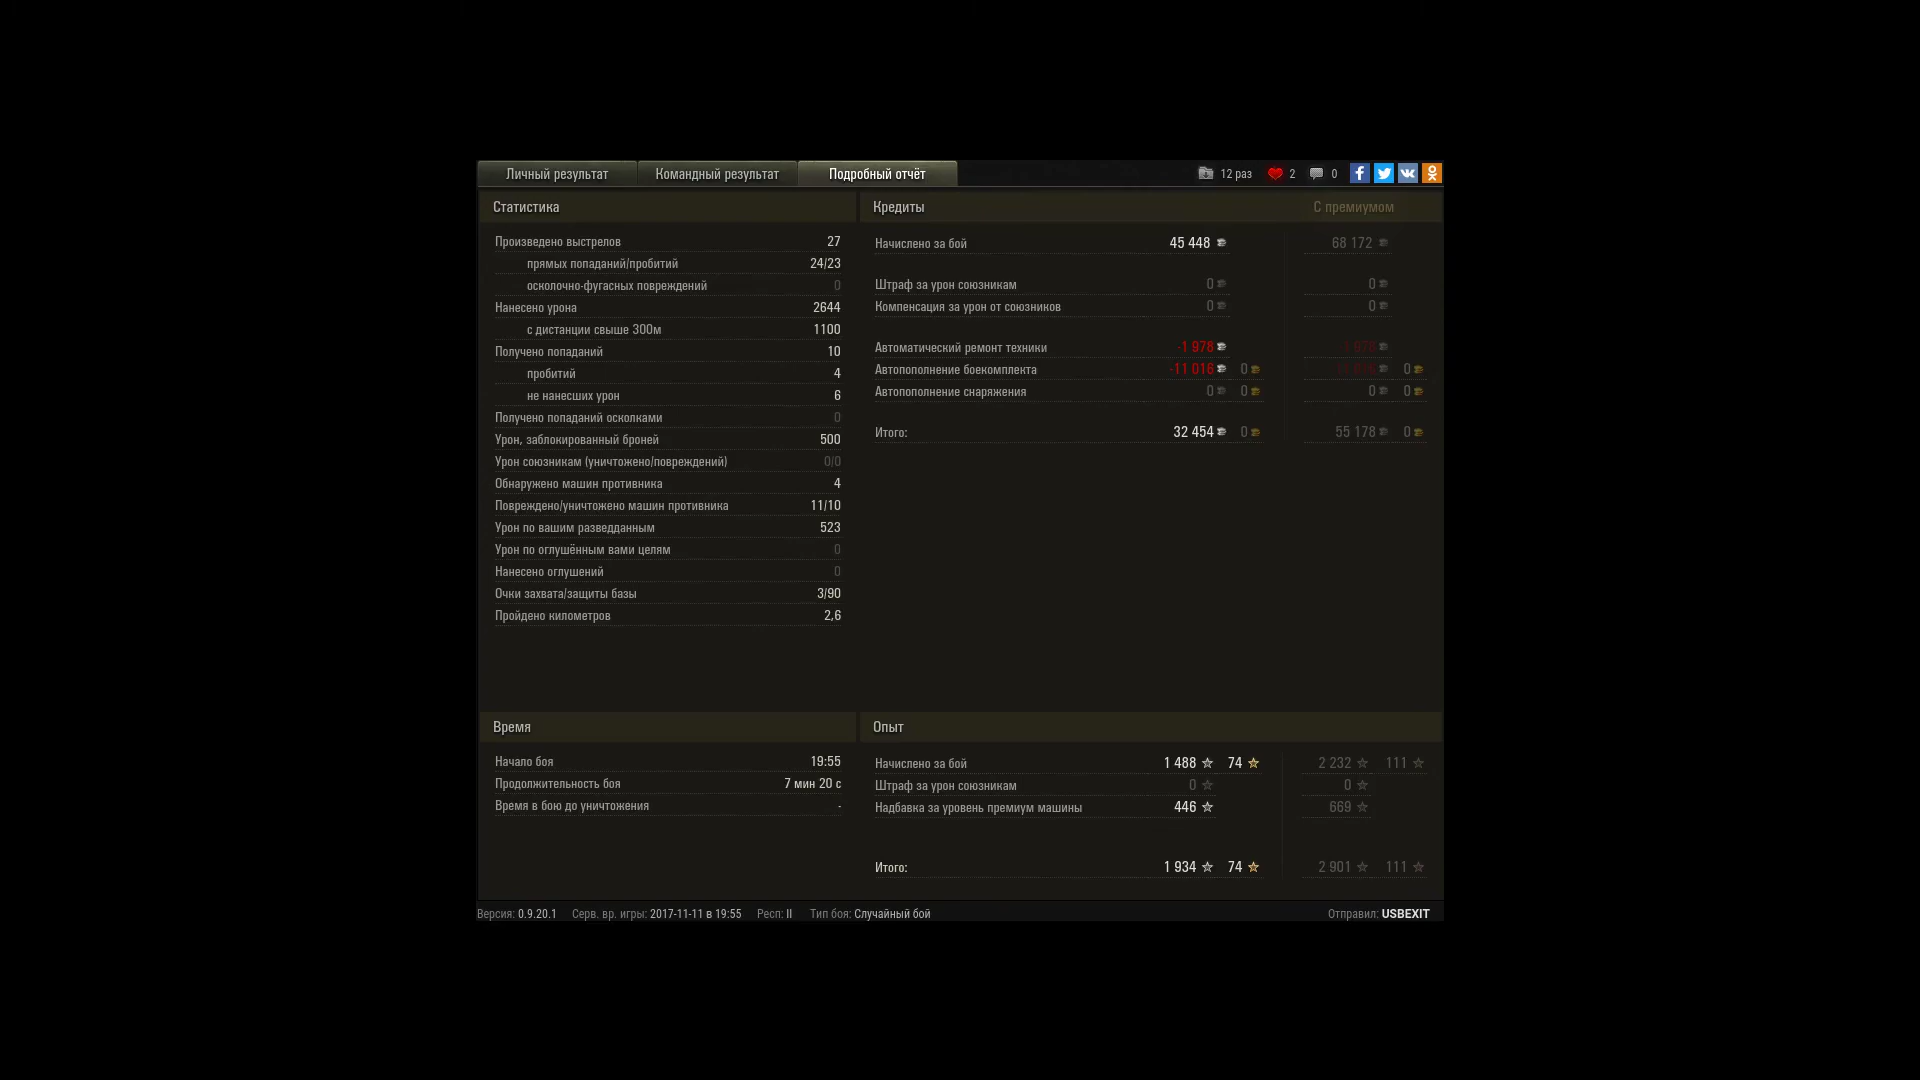 Личный результат Командный результат Подробный отчёт 12 раз 2 0
Статистика
Произведено выстрелов 27
прямых попаданий/пробитий 24/23
осколочно-фугасных повреждений 0
Нанесено урона 2644
с дистанции свыше 300м 1100
Получено попаданий 10
пробитий 4
не нанесших урон 6
Получено попаданий осколками 0
Урон, заблокированный броней 500
Урон союзникам (уничтожено/повреждений) 0/0
Обнаружено машин противника 4
Повреждено/уничтожено машин противника 11/10
Урон по вашим разведданным 523
Урон по оглушённым вами целям 0
Нанесено оглушений 0
Очки захвата/защиты базы 3/90
Пройдено километров 2,6
Кредиты С премиумом
Начислено за бой 45 448 68 172
Штраф за урон союзникам 0 0
Компенсация за урон от союзников 0 0
Автоматический ремонт техники -1 978 -1 978
Автопополнение боекомплекта -11 016 0 0
Автопополнение снаряжения 0 0 0 0
Итого: 32 454 0 55 178 0
Время
Начало боя 19:55
Продолжительность боя 7 мин 20 с
Время в бою до уничтожения -
Опыт
Начислено за бой 1 488 74 2 232 111
Штраф за урон союзникам 0 0
Надбавка за уровень премиум машины 446 669
Итого: 1 934 74 2 901 111
Версия: 0.9.20.1 Серв. вр. игры: 2017-11-11 в 19:55 Респ: II Тип боя: Случайный бой Отправил: USBEXIT